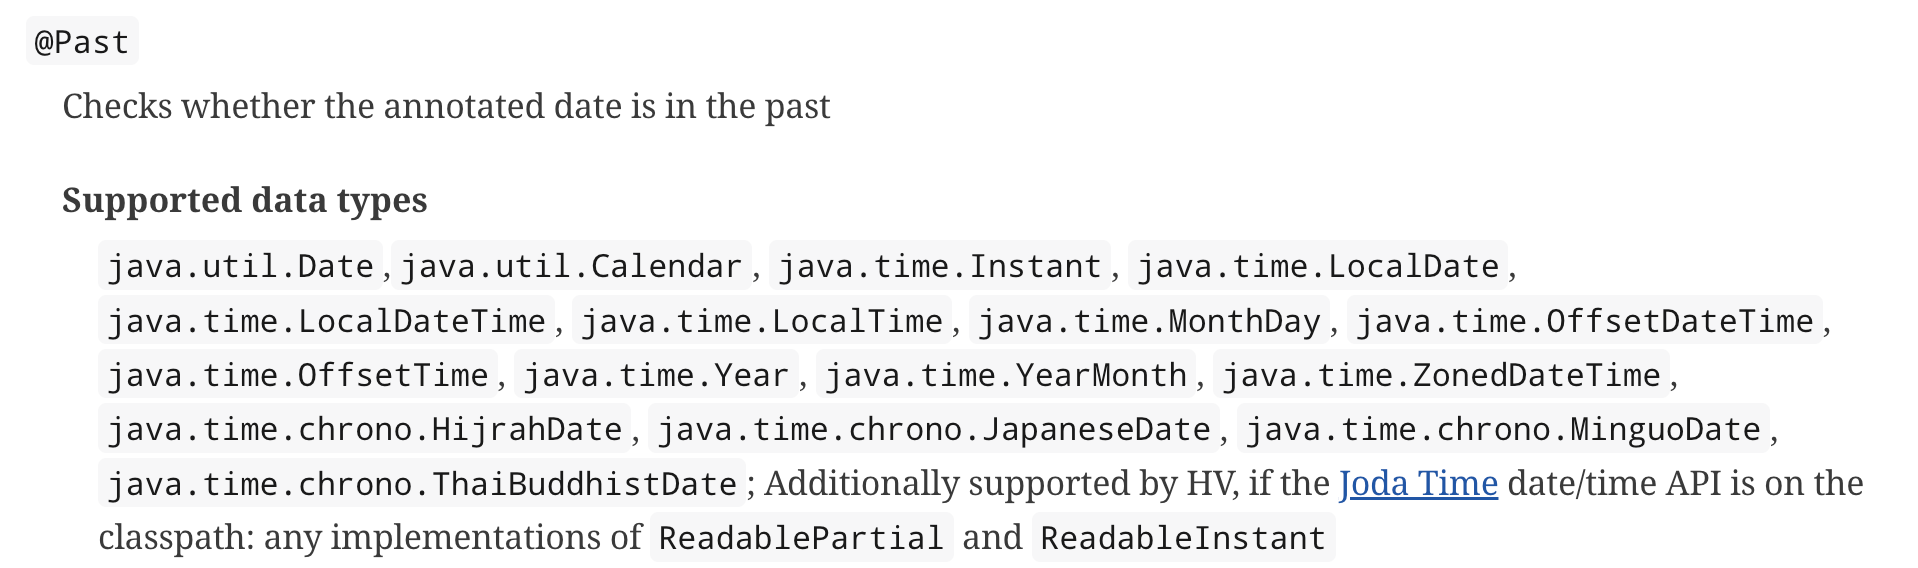 @Past
Checks whether the annotated date is in the past
Supported data types
java.util.Date,java.util.Calendar, java.time.Instant, java.time.LocalDate,
java.time.LocalDateTime, java.time.LocalTime, java.time.MonthDay, java.time.OffsetDateTime,
java.time.OffsetTime, java.time.Year, java.time.YearMonth, java.time.ZonedDateTime,
java.time.chrono.HijrahDate, java.time.chrono.JapaneseDate, java.time.chrono.MinguoDate,
java.time.chrono.ThaiBuddhistDate; Additionally supported by HV, if the Joda Time date/time API is on the
classpath: any implementations of ReadablePartial and ReadableInstant